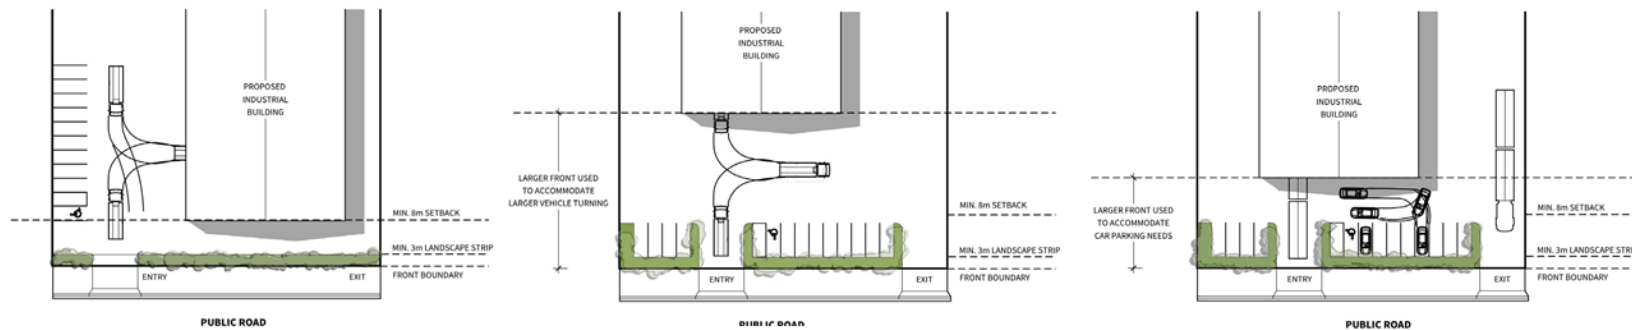 PROPOSED
INDUSTRIAL
BUILDING
MIN. 8m SETBACK
MIN. 3m LANDSCAPE STRIP
FRONT BOUNDARY
ENTRY
EXIT
PUBLIC ROAD
PROPOSED
INDUSTRIAL
BUILDING
LARGER FRONT USED
TO ACCOMMODATE
LARGER VEHICLE TURNING
MIN. 8m SETBACK
MIN. 3m LANDSCAPE STRIP
FRONT BOUNDARY
ENTRY
EXIT
PUBLIC ROAD
PROPOSED
INDUSTRIAL
BUILDING
LARGER FRONT USED
TO ACCOMMODATE
CAR PARKING NEEDS
MIN. 8m SETBACK
MIN. 3m LANDSCAPE STRIP
FRONT BOUNDARY
ENTRY
EXIT
PUBLIC ROAD